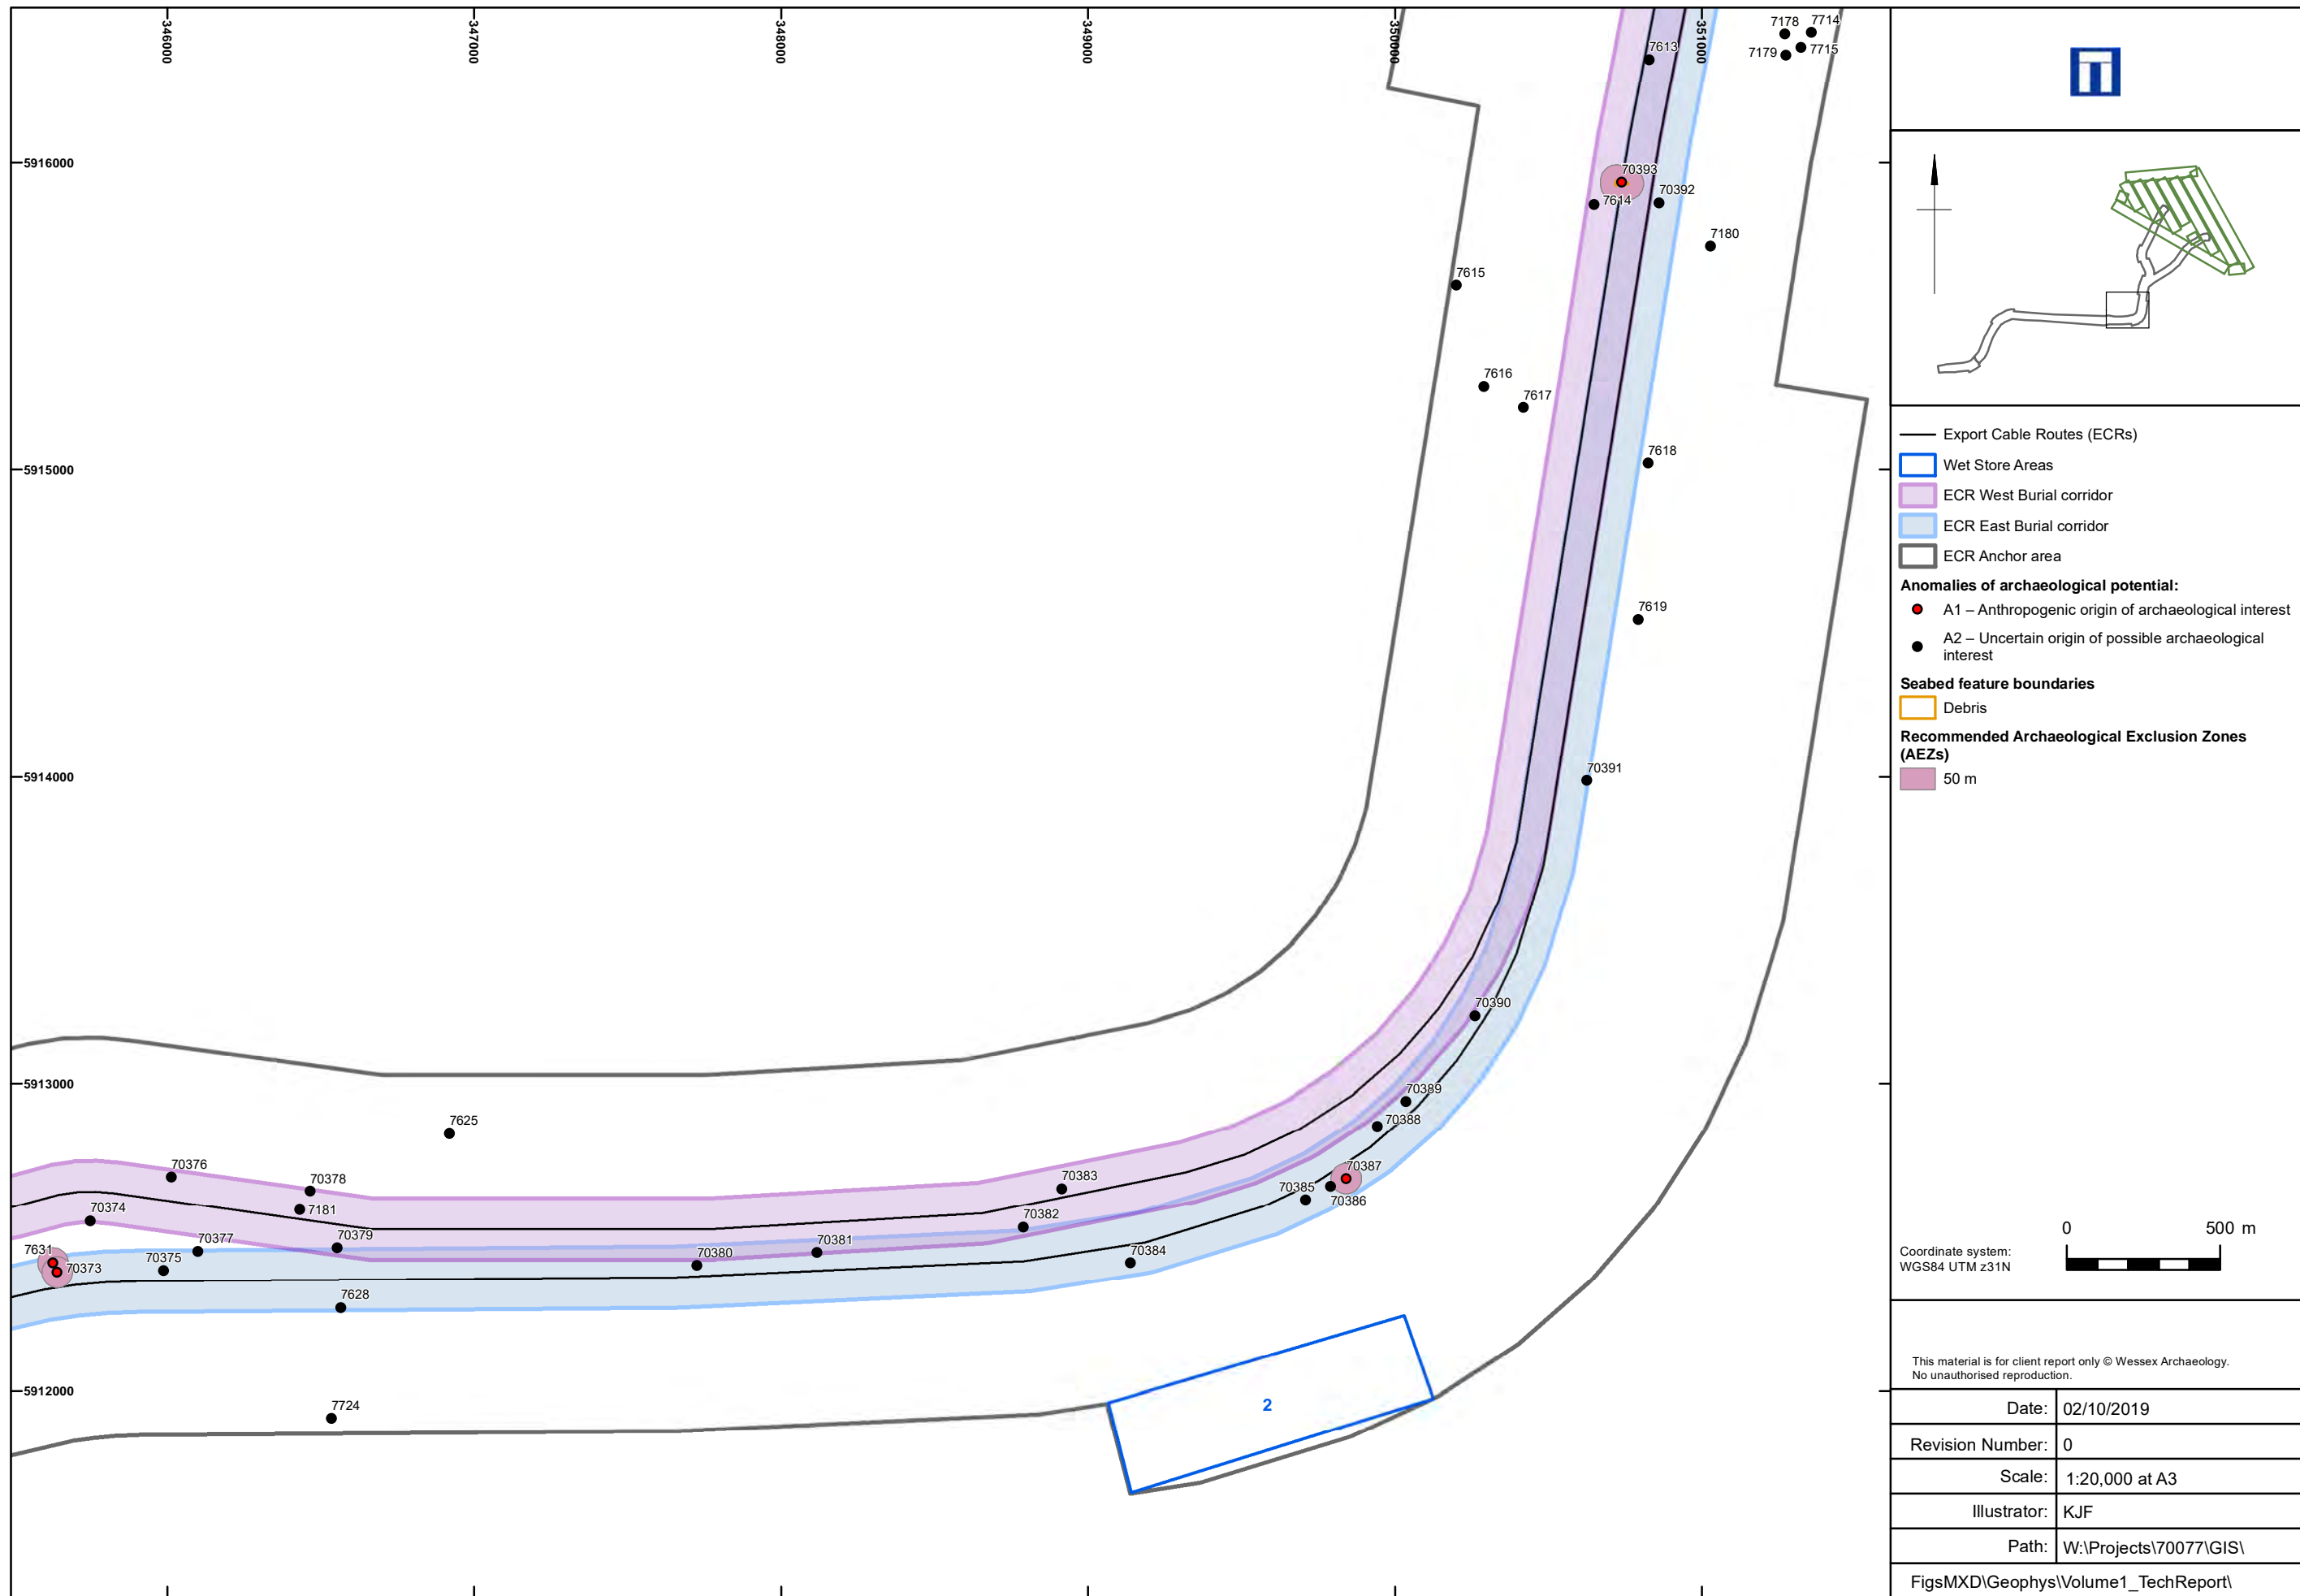 346000
347000
348000
349000
350000
351000
5916000
5915000
5914000
5913000
5912000
7613
7178
7714
7179
7715
70393
7614
70392
7180
7615
7616
7617
7618
7619
70391
70390
70389
70388
70387
70385
70386
70383
70382
70384
70381
70380
7625
70376
70378
7181
70374
70377
70379
70375
7631
70373
7628
7724
2
Export Cable Routes (ECRs)
Wet Store Areas
ECR West Burial corridor
ECR East Burial corridor
ECR Anchor area
Anomalies of archaeological potential:
A1 – Anthropogenic origin of archaeological interest
A2 – Uncertain origin of possible archaeological
interest
Seabed feature boundaries
Debris
Recommended Archaeological Exclusion Zones
(AEZs)
50 m
0 500 m
Coordinate system:
WGS84 UTM z31N
This material is for client report only © Wessex Archaeology.
No unauthorised reproduction.
Date: 02/10/2019
Revision Number: 0
Scale: 1:20,000 at A3
Illustrator: KJF
Path: W:\Projects\70077\GIS\
FigsMXD\Geophys\Volume1_TechReport\